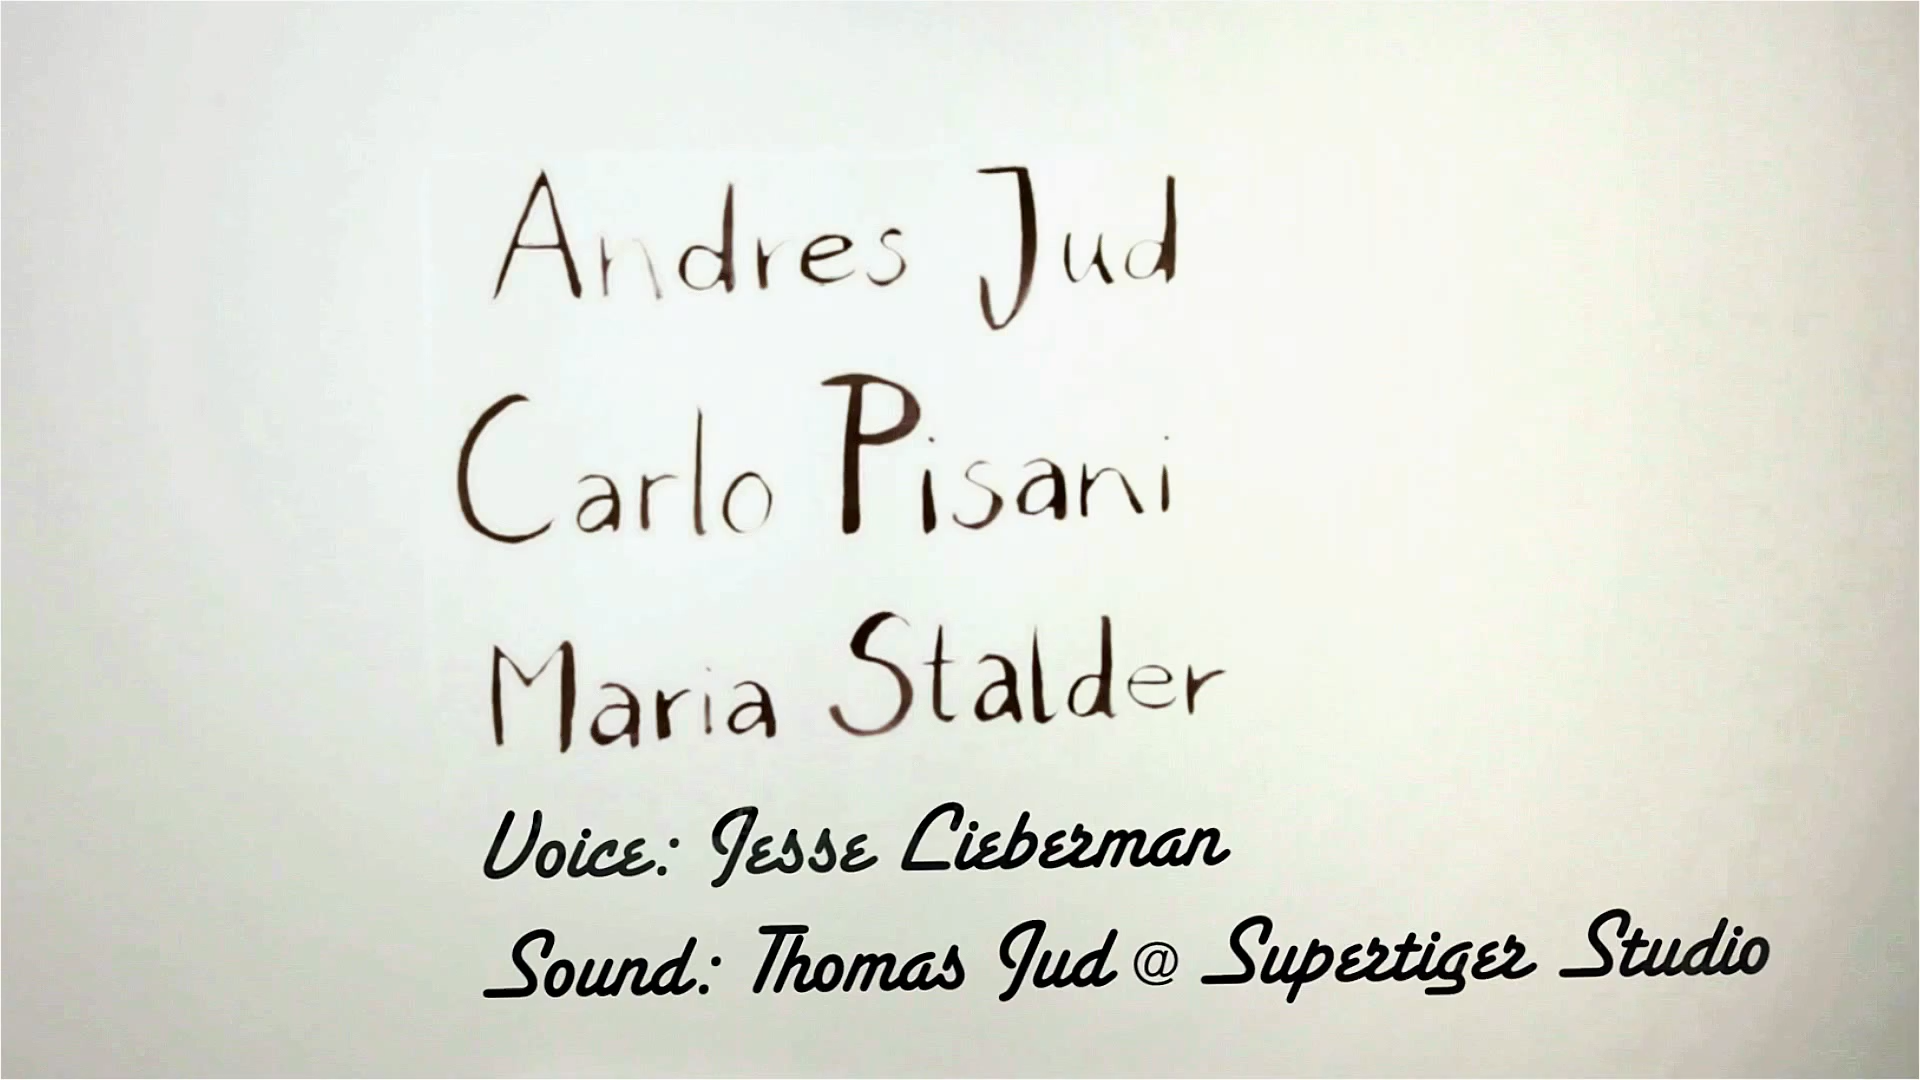 Andres Jud
Carlo Pisani
Maria Stalder
Voice: Jesse Lieberman
Sound: Thomas Jud @ Supertiger Studio